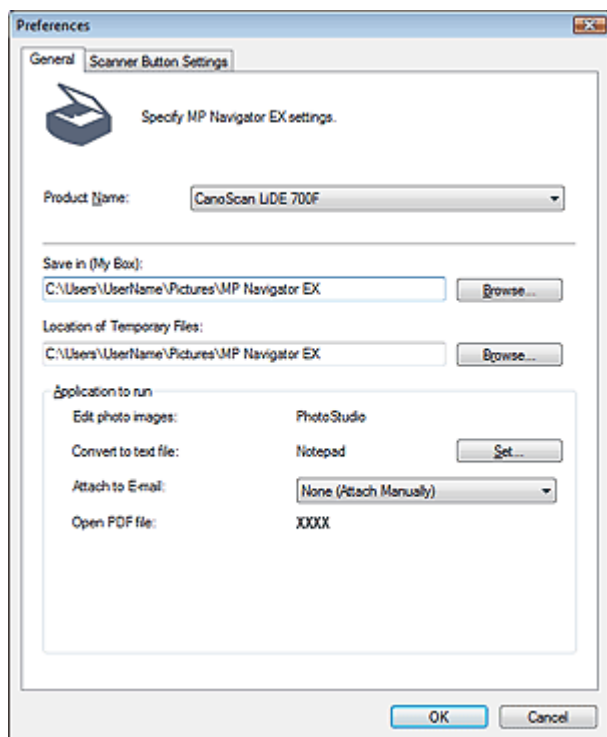 Preferences
General Scanner Button Settings
Specify MP Navigator EX settings.
Product Name: CanoScan LiDE 700F
Save in (My Box):
C:\Users\UserName\Pictures\MP Navigator EX Browse...
Location of Temporary Files:
C:\Users\UserName\Pictures\MP Navigator EX Browse...
Application to run
Edit photo images: PhotoStudio
Convert to text file: Notepad Set...
Attach to E-mail: None (Attach Manually)
Open PDF file: XXXX
OK Cancel